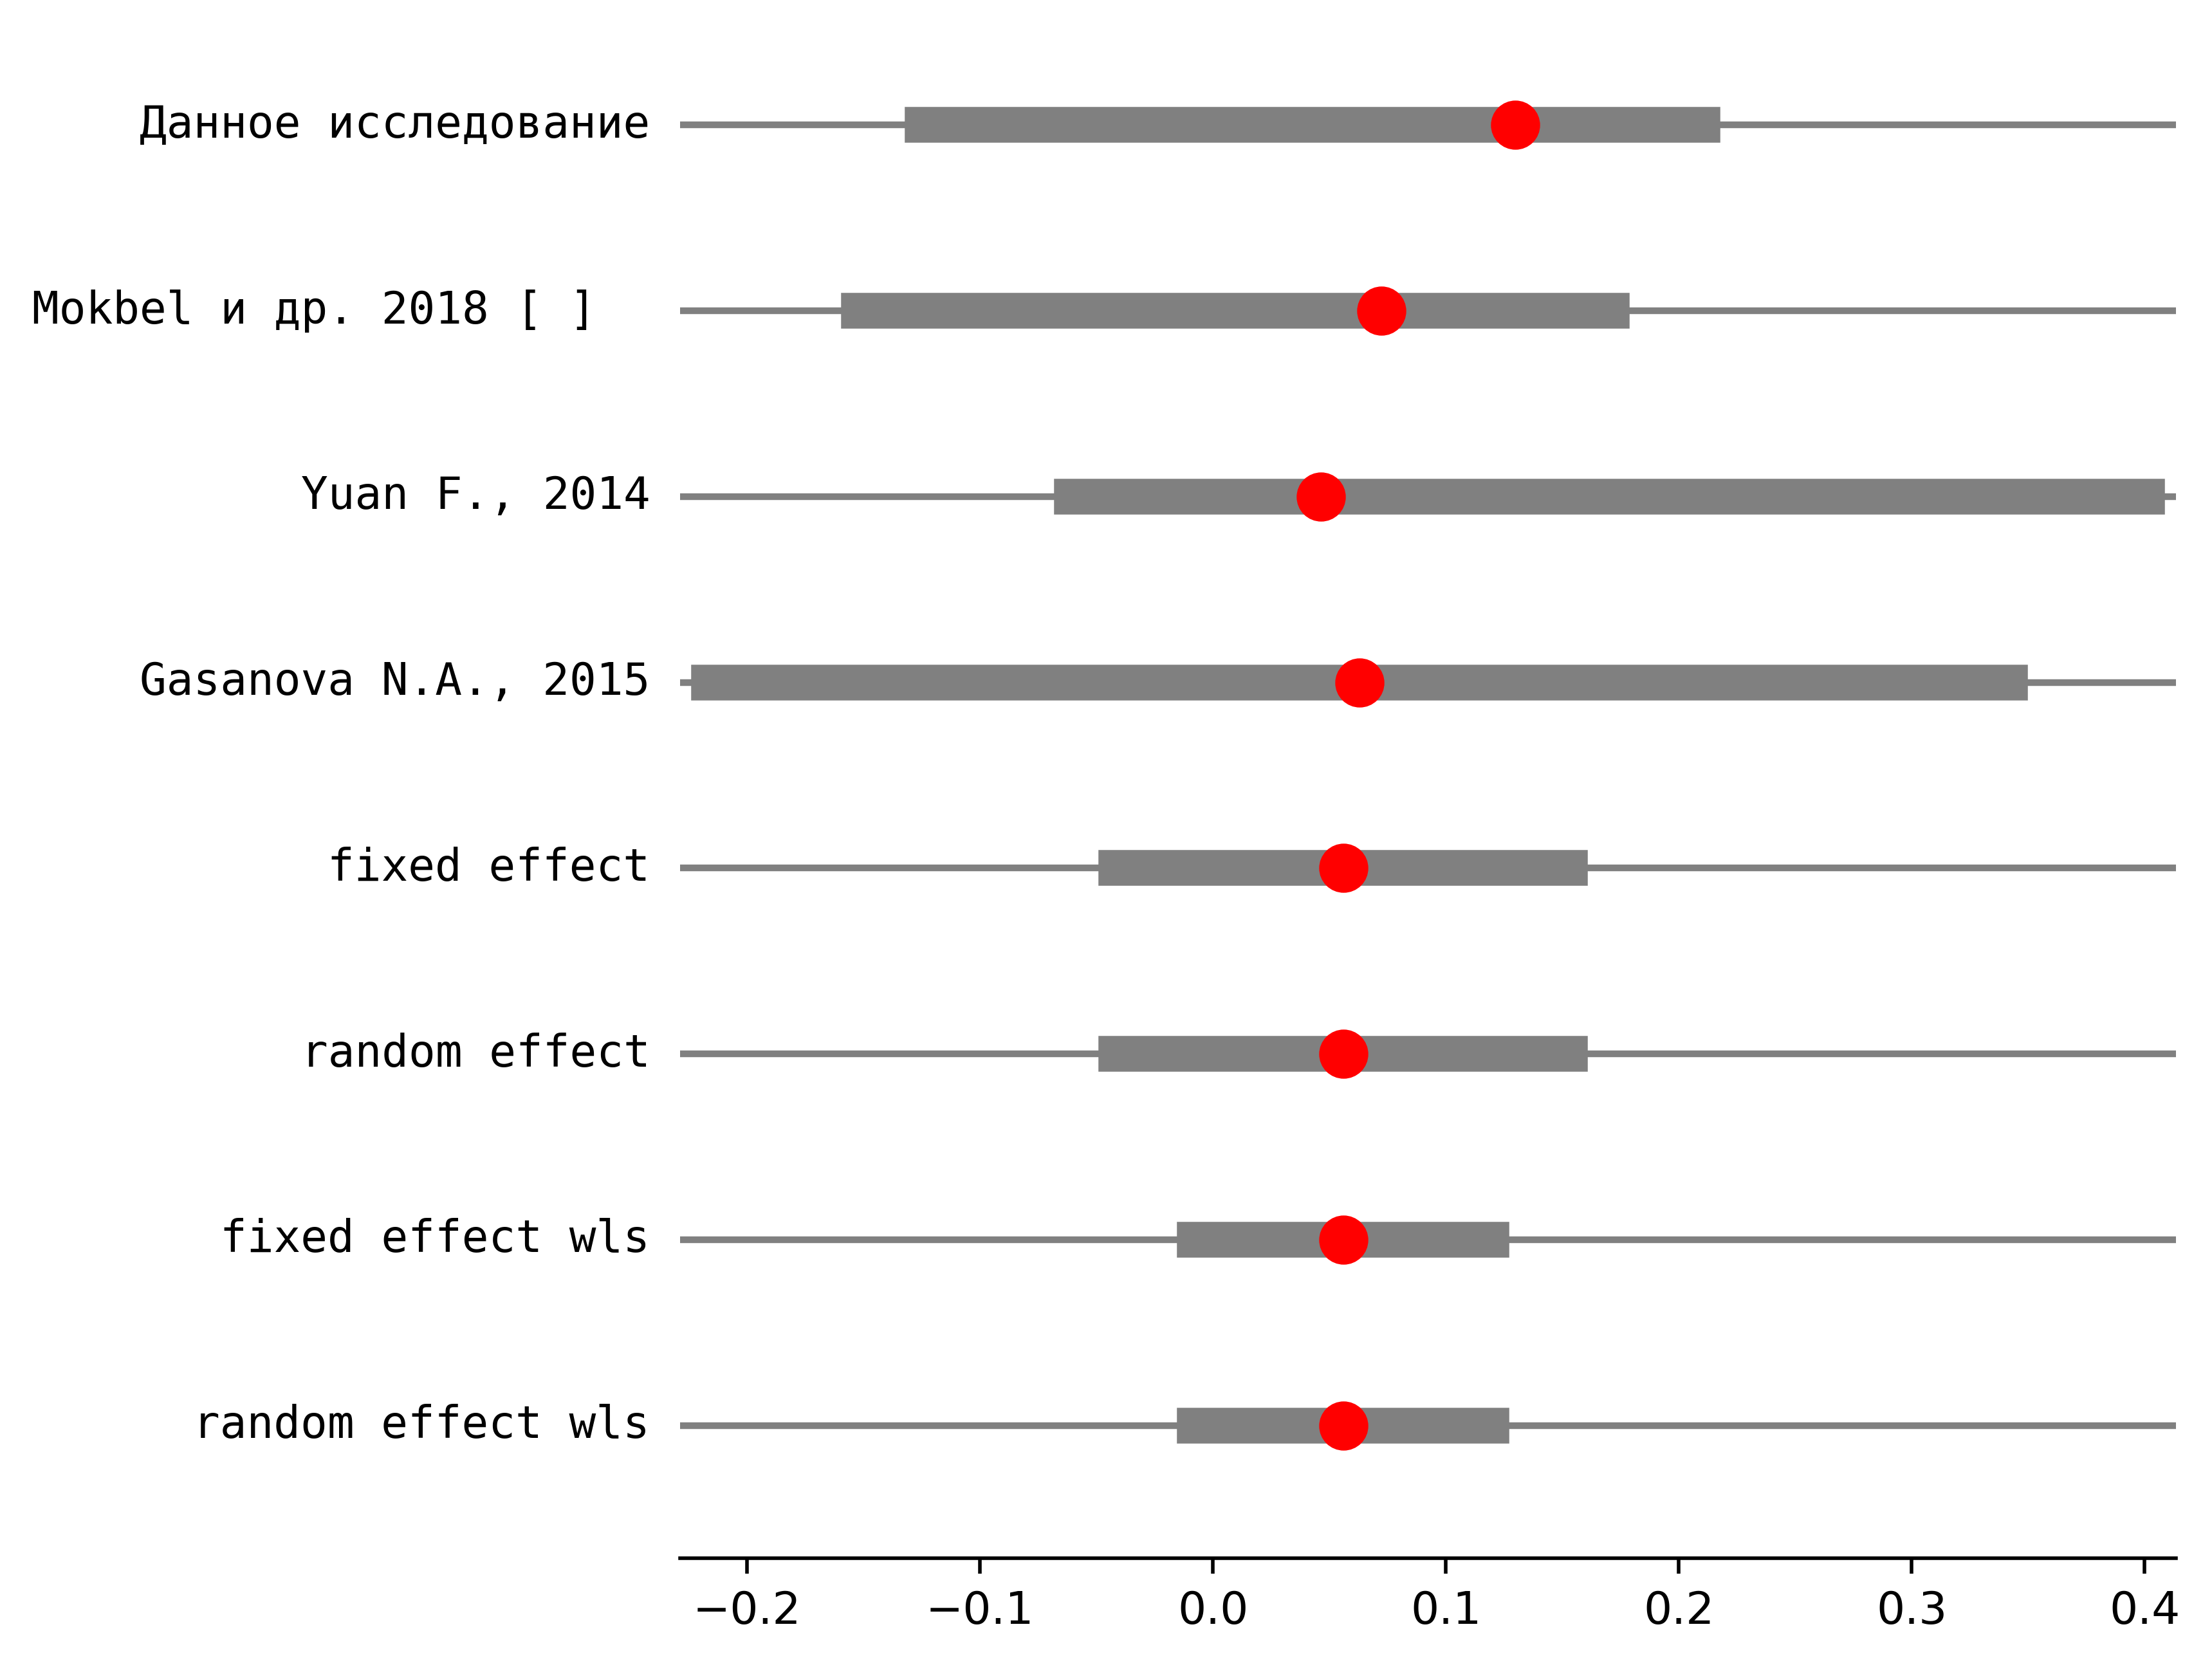 Данное исследование
Mokbel и др. 2018 [ ]
Yuan F., 2014
Gasanova N.A., 2015
fixed effect
random effect
fixed effect wls
random effect wls
−0.2 −0.1 0.0 0.1 0.2 0.3 0.4